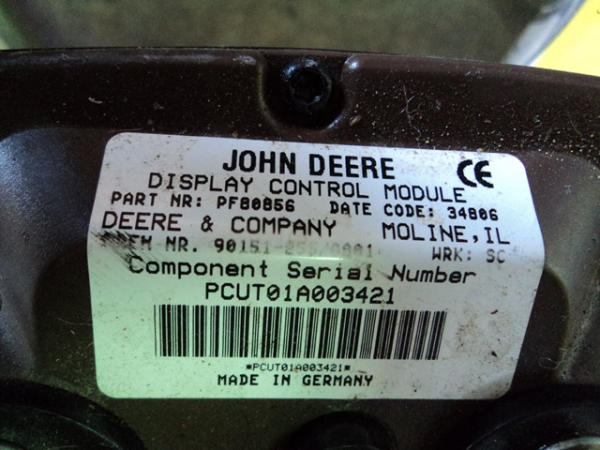 JOHN DEERE
CE
DISPLAY CONTROL MODULE
PART NR: PF80856 DATE CODE: 34806
DEERE & COMPANY MOLINE, IL
NR. WRK: SC
Component Serial Number
PCUT01A003421
*PCUT01A003421*
MADE IN GERMANY